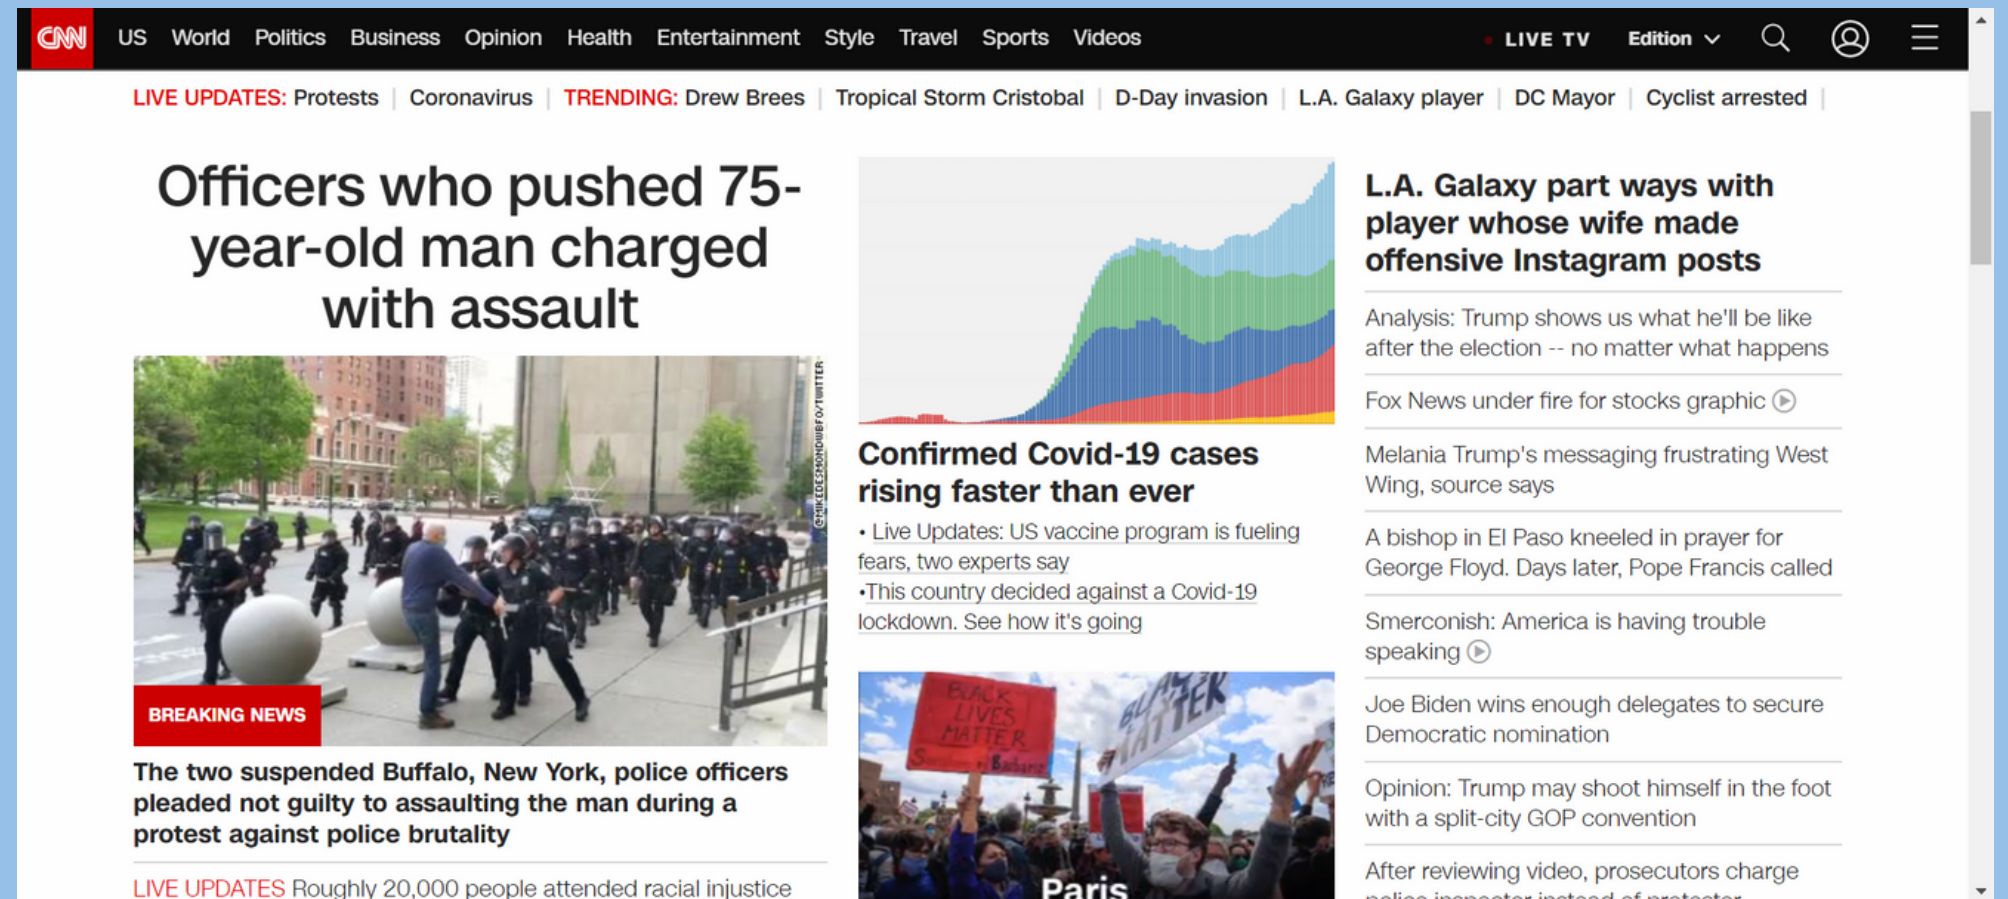 CNN
US World Politics Business Opinion Health Entertainment Style Travel Sports Videos
LIVE TV Edition
LIVE UPDATES: Protests | Coronavirus | TRENDING: Drew Brees | Tropical Storm Cristobal | D-Day invasion | L.A. Galaxy player | DC Mayor | Cyclist arrested |
Officers who pushed 75-
year-old man charged
with assault
@MIKEDESMONDWBFO/TWITTER
BREAKING NEWS
The two suspended Buffalo, New York, police officers
pleaded not guilty to assaulting the man during a
protest against police brutality
LIVE UPDATES Roughly 20,000 people attended racial injustice
Confirmed Covid-19 cases
rising faster than ever
• Live Updates: US vaccine program is fueling
fears, two experts say
•This country decided against a Covid-19
lockdown. See how it's going
BLACK
LIVES
MATTER
BLACK
MATTER
Paris
L.A. Galaxy part ways with
player whose wife made
offensive Instagram posts
Analysis: Trump shows us what he'll be like
after the election -- no matter what happens
Fox News under fire for stocks graphic
Melania Trump's messaging frustrating West
Wing, source says
A bishop in El Paso kneeled in prayer for
George Floyd. Days later, Pope Francis called
Smerconish: America is having trouble
speaking
Joe Biden wins enough delegates to secure
Democratic nomination
Opinion: Trump may shoot himself in the foot
with a split-city GOP convention
After reviewing video, prosecutors charge
police inspector instead of protester